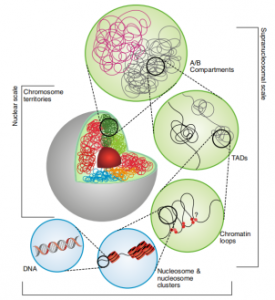 Nuclear scale
Chromosome
territories
Supranucleosomal scale
A/B
Compartments
TADs
Chromatin
loops
DNA
Nucleosome &
nucleosome
clusters